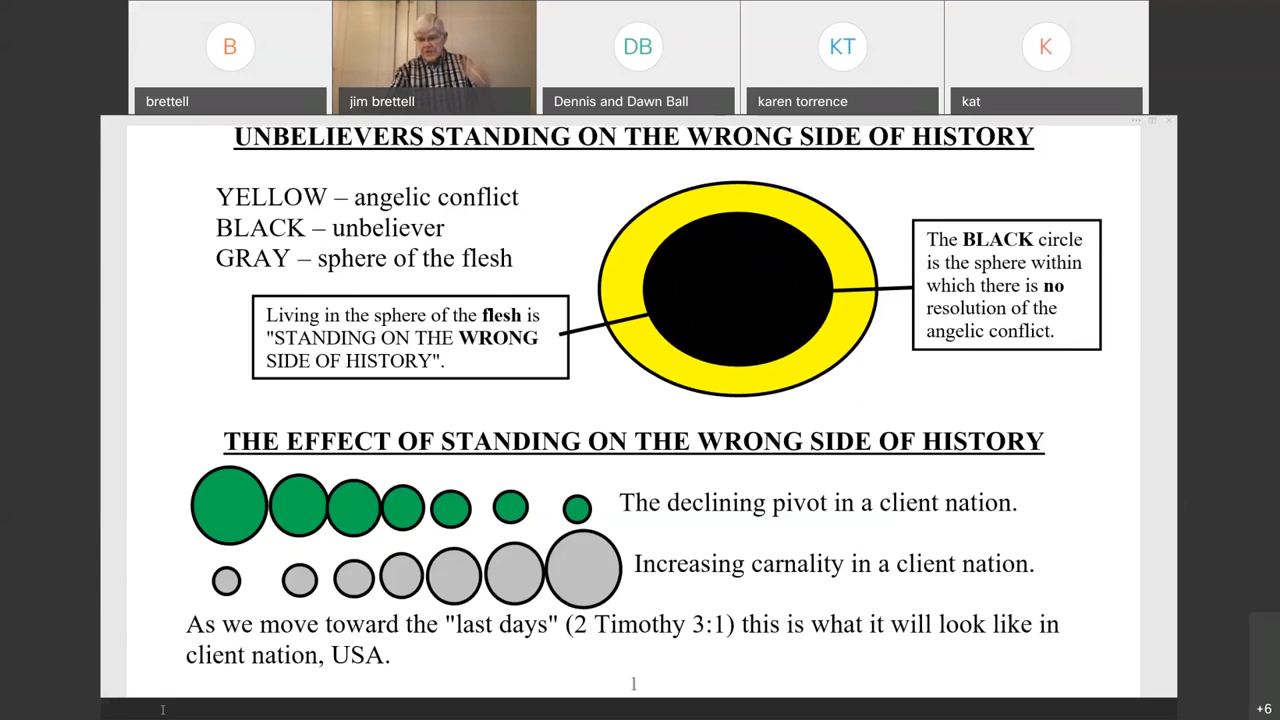 B
DB
KT
K
brettell
jim brettell
Dennis and Dawn Ball
karen torrence
kat
UNBELIEVERS STANDING ON THE WRONG SIDE OF HISTORY
YELLOW – angelic conflict
BLACK – unbeliever
GRAY – sphere of the flesh
Living in the sphere of the flesh is
"STANDING ON THE WRONG
SIDE OF HISTORY".
The BLACK circle
is the sphere within
which there is no
resolution of the
angelic conflict.
THE EFFECT OF STANDING ON THE WRONG SIDE OF HISTORY
The declining pivot in a client nation.
Increasing carnality in a client nation.
As we move toward the "last days" (2 Timothy 3:1) this is what it will look like in
client nation, USA.
1
+6